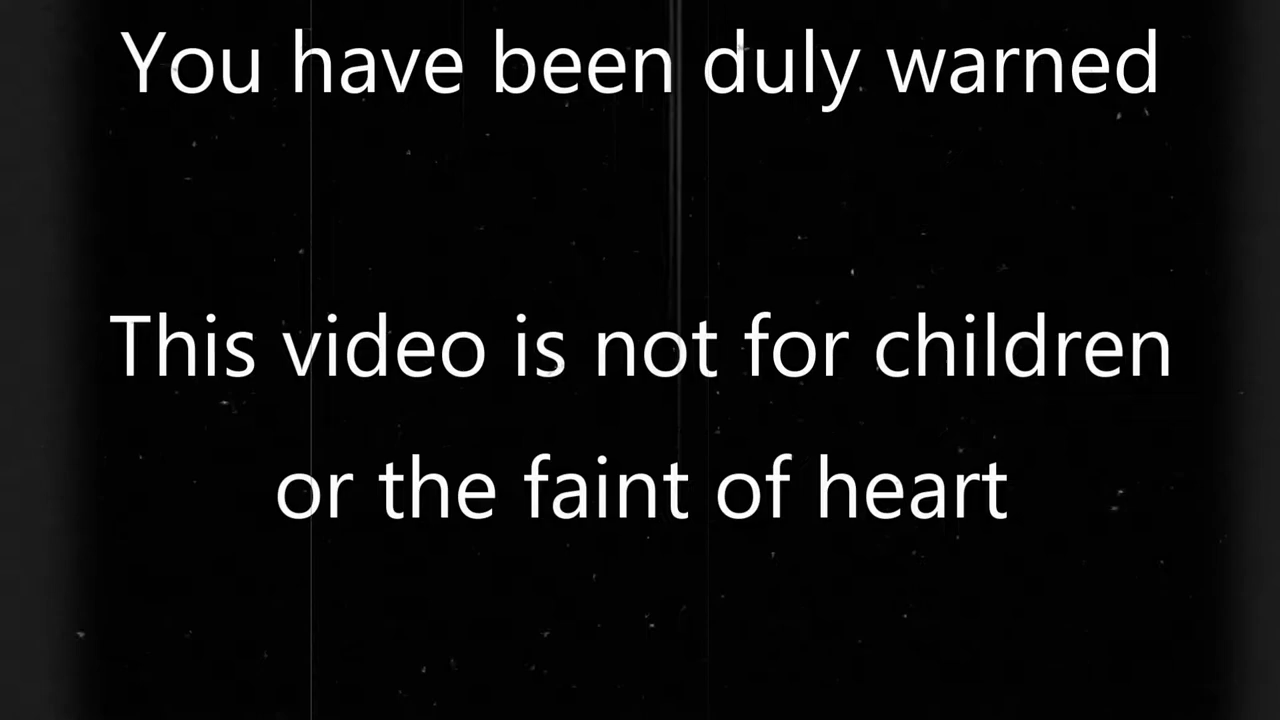 You have been duly warned
This video is not for children
or the faint of heart